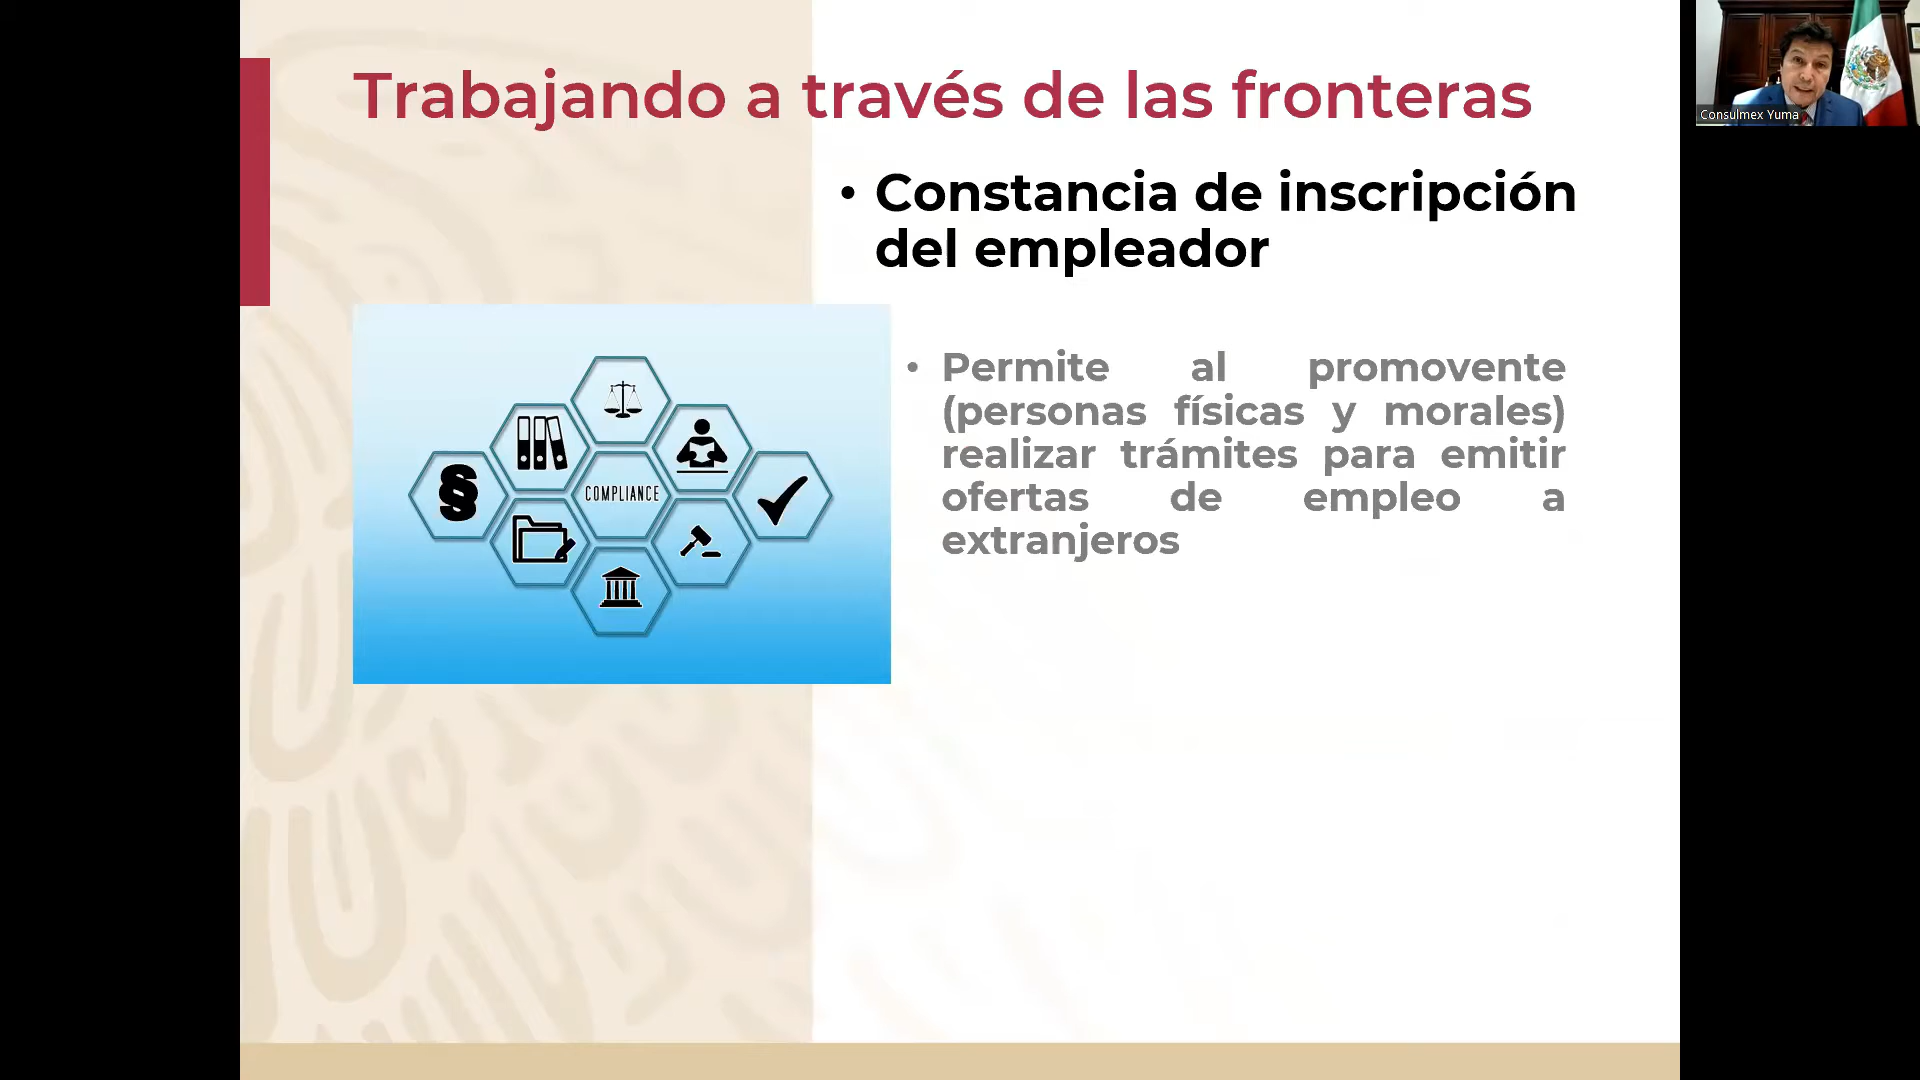 Trabajando a través de las fronteras
Consulmex Yuma
• Constancia de inscripción
del empleador
• Permite al promovente
(personas físicas y morales)
realizar trámites para emitir
ofertas de empleo a
extranjeros
§
COMPLIANCE